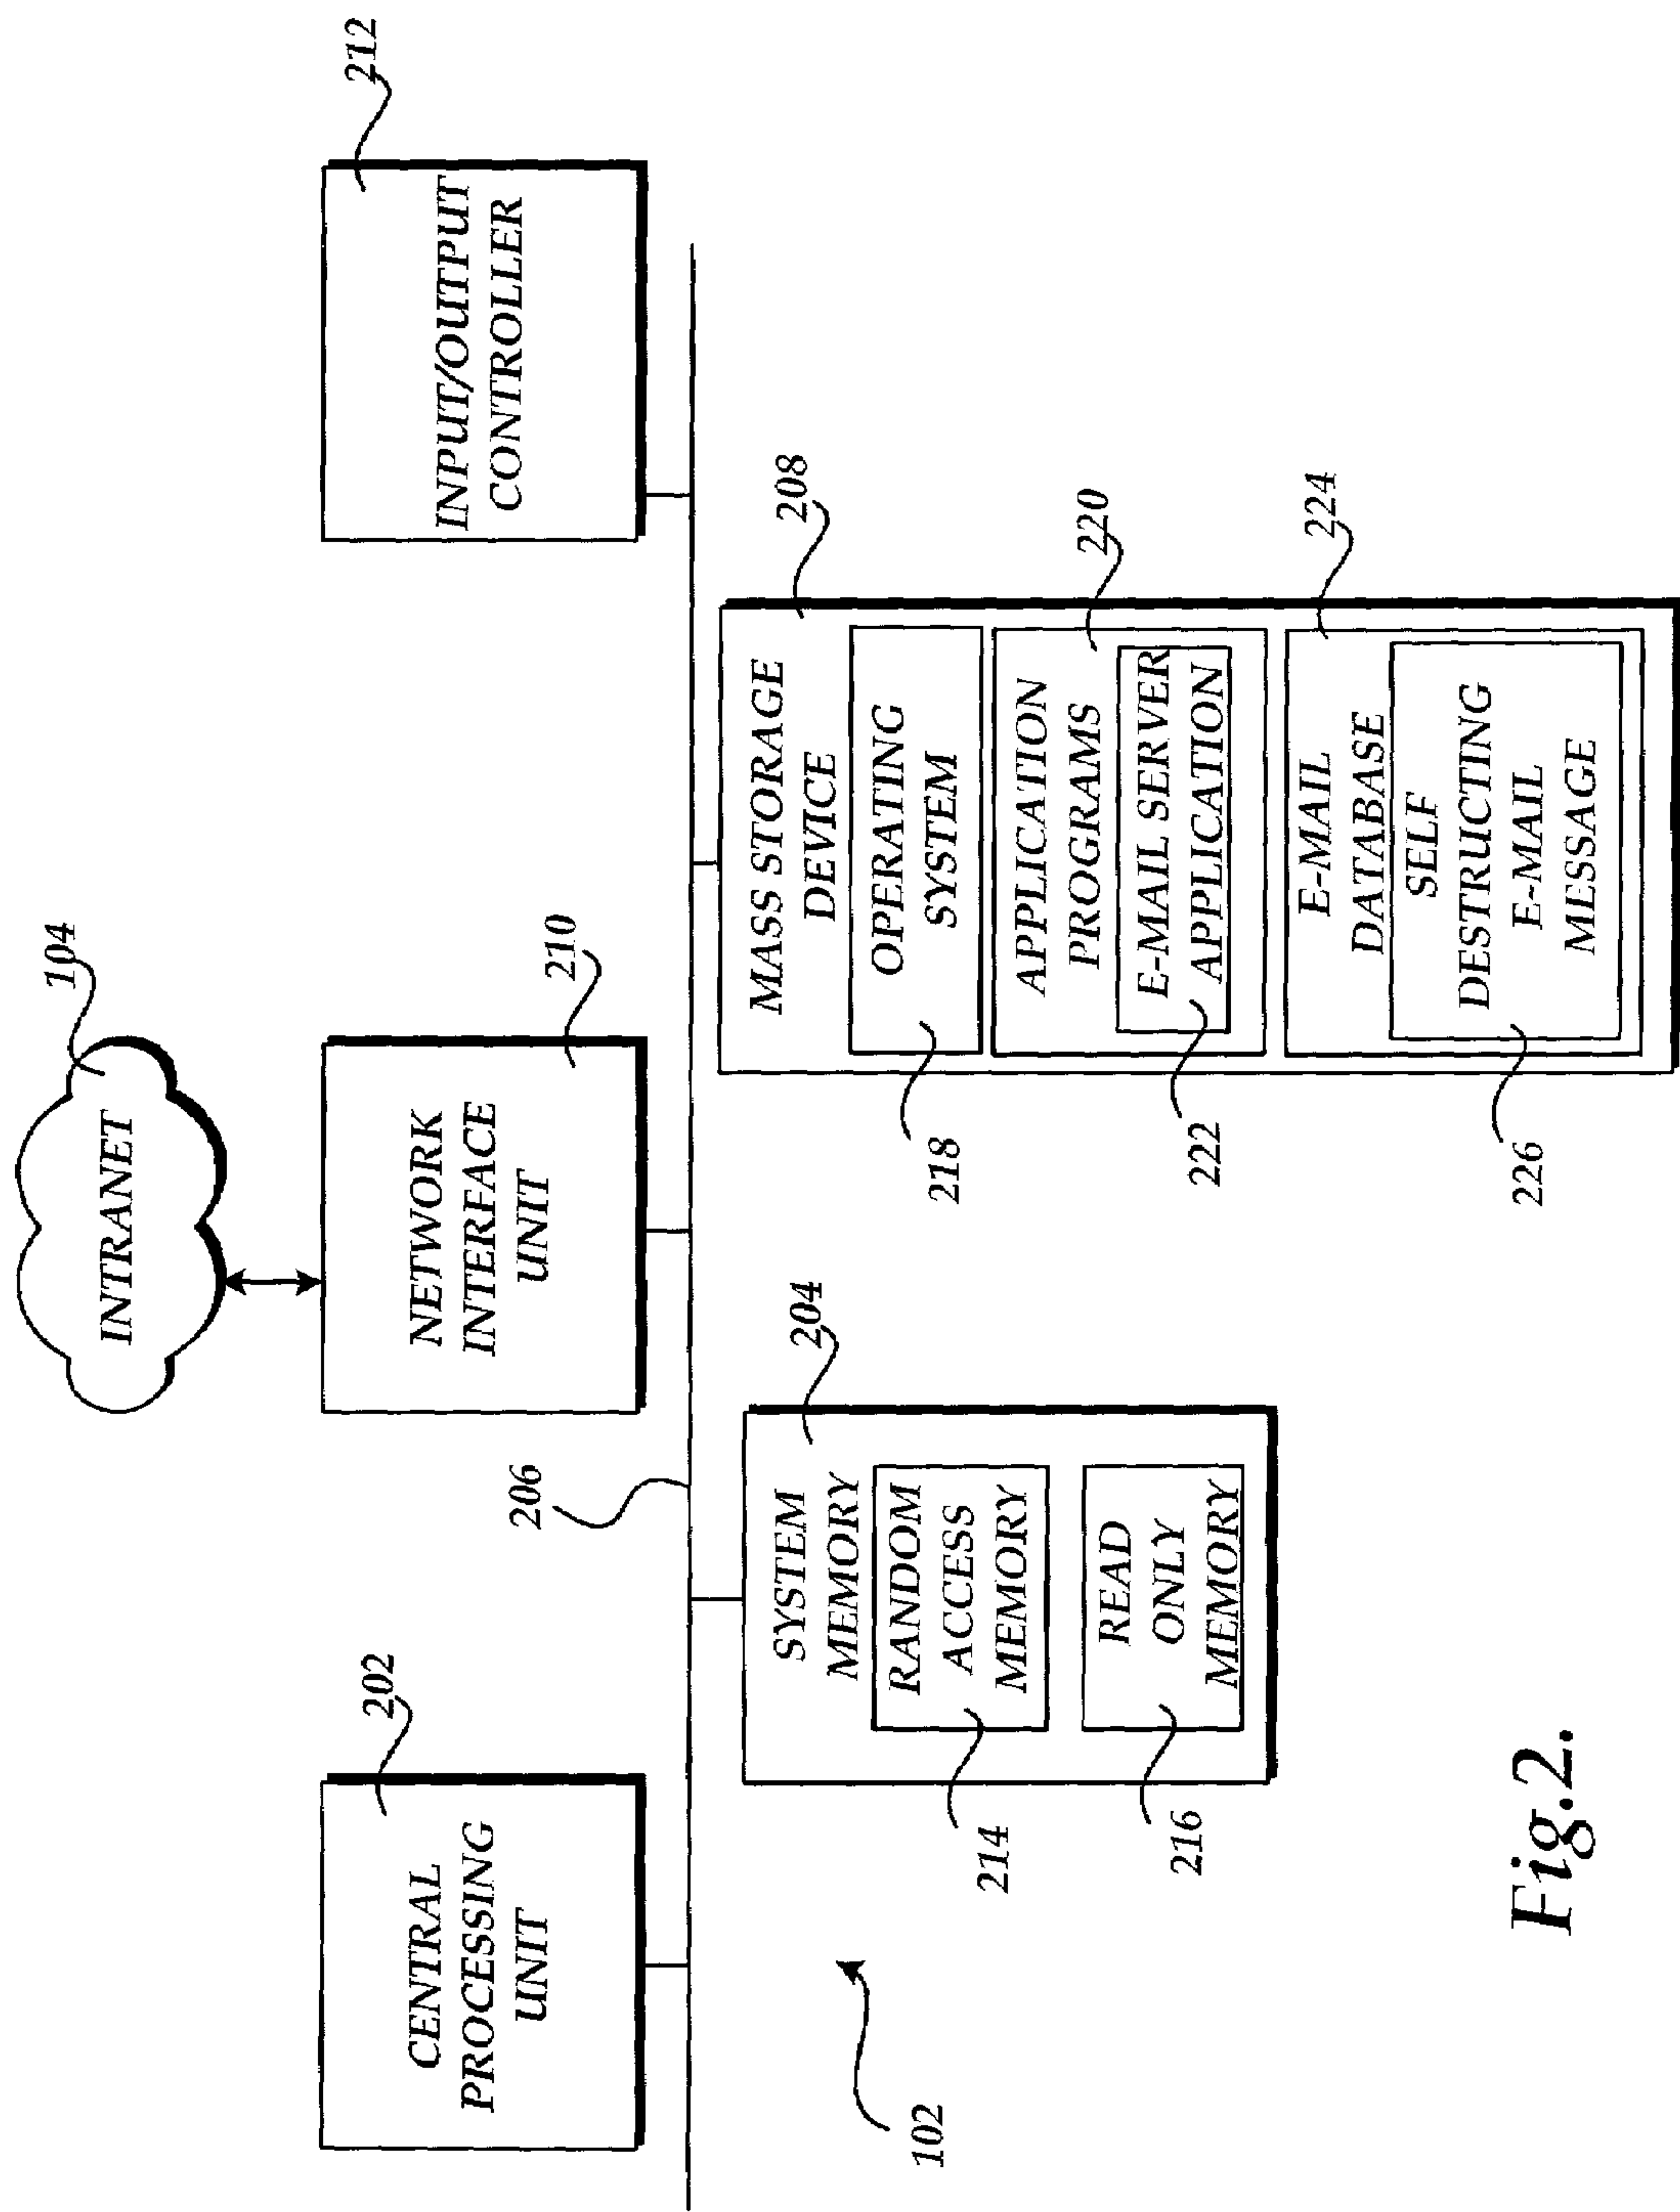 INTRANET
104
CENTRAL
PROCESSING
UNIT
202
NETWORK
INTERFACE
UNIT
210
INPUT/OUTPUT
CONTROLLER
212
206
102
SYSTEM
MEMORY
204
RANDOM
ACCESS
MEMORY
214
READ
ONLY
MEMORY
216
MASS STORAGE
DEVICE
208
OPERATING
SYSTEM
218
APPLICATION
PROGRAMS
220
E-MAIL SERVER
APPLICATION
222
E-MAIL
DATABASE
224
SELF
DESTRUCTING
E-MAIL
MESSAGE
226
Fig.2.